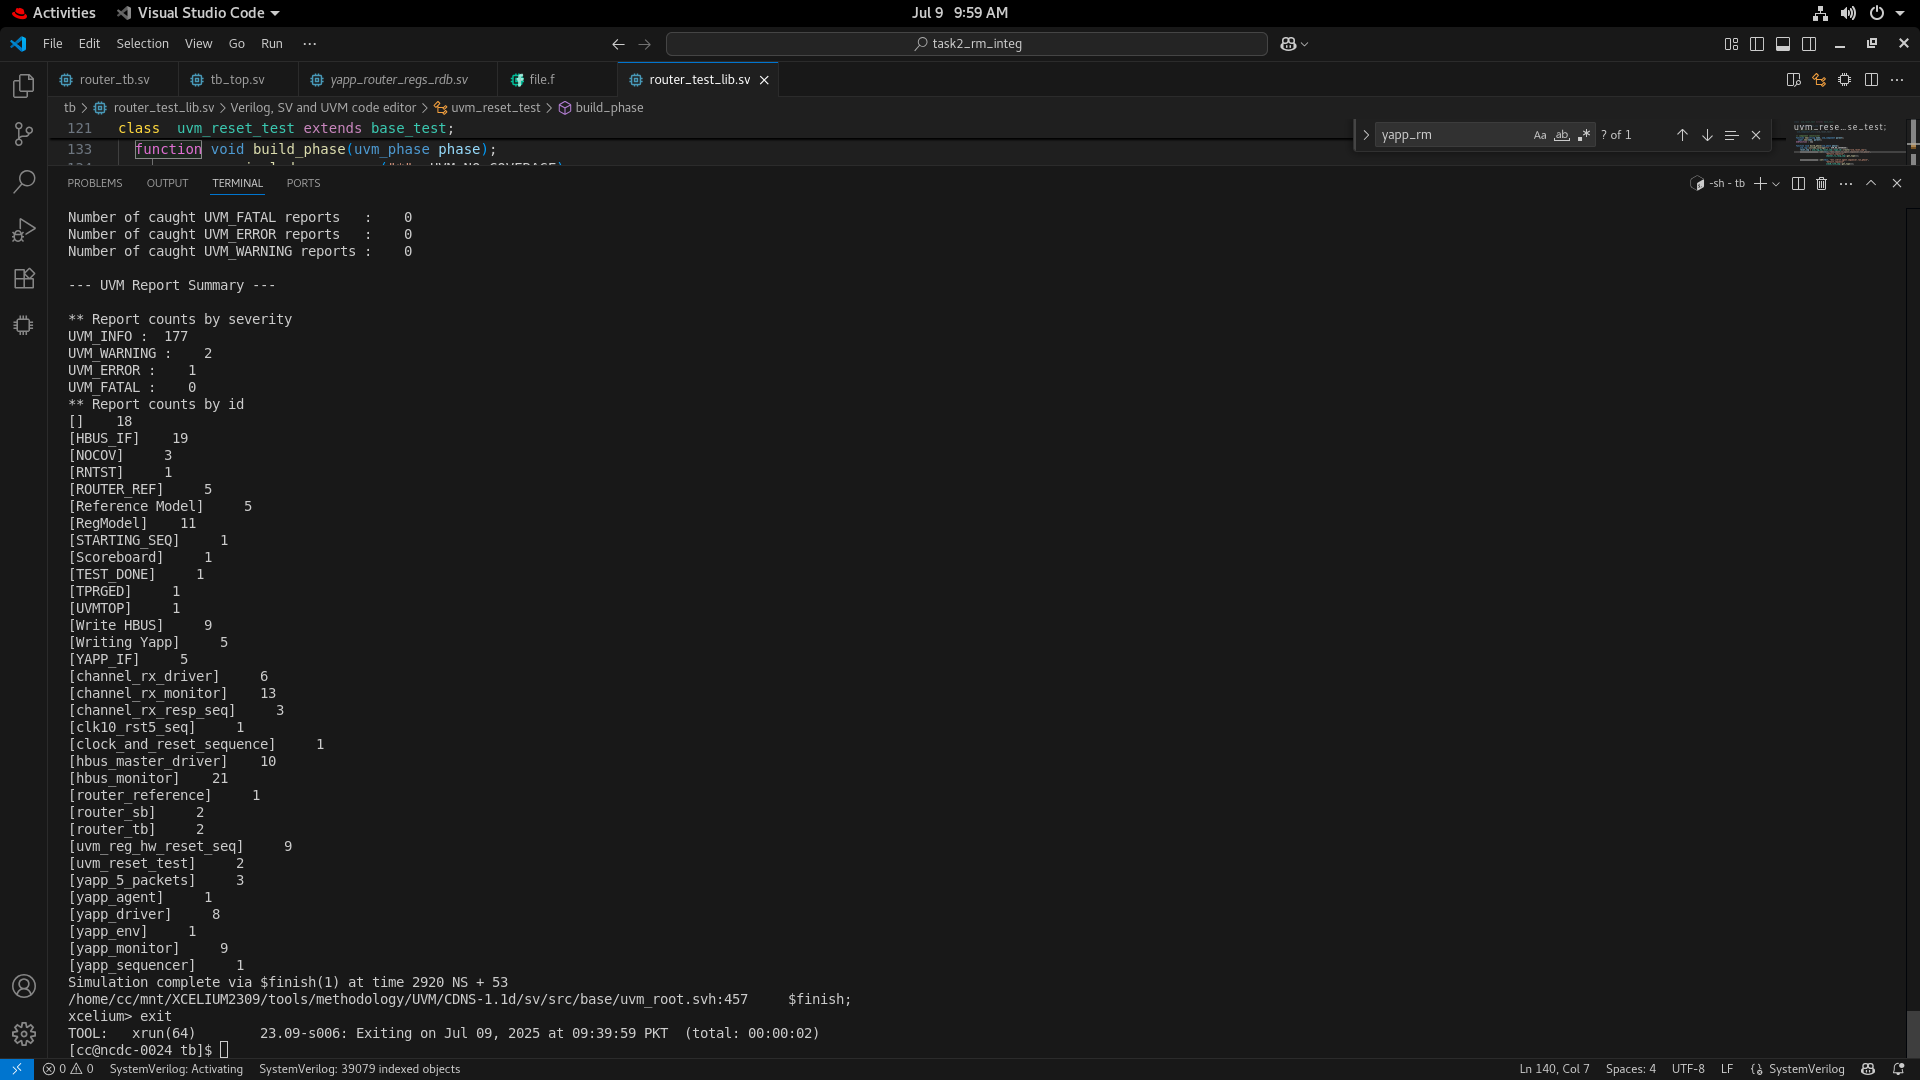 Activities Visual Studio Code Jul 9 9:59 AM
File Edit Selection View Go Run ··· task2_rm_integ
router_tb.sv tb_top.sv yapp_router_regs_rdb.sv file.f router_test_lib.sv
tb > router_test_lib.sv > Verilog, SV and UVM code editor > uvm_reset_test > build_phase
121 class uvm_reset_test extends base_test;
133 function void build_phase(uvm_phase phase);
yapp_rm Aa ab ? of 1
PROBLEMS OUTPUT TERMINAL PORTS -sh - tb
Number of caught UVM_FATAL reports : 0
Number of caught UVM_ERROR reports : 0
Number of caught UVM_WARNING reports : 0
--- UVM Report Summary ---
** Report counts by severity
UVM_INFO : 177
UVM_WARNING : 2
UVM_ERROR : 1
UVM_FATAL : 0
** Report counts by id
[] 18
[HBUS_IF] 19
[NOCOV] 3
[RNTST] 1
[ROUTER_REF] 5
[Reference Model] 5
[RegModel] 11
[STARTING_SEQ] 1
[Scoreboard] 1
[TEST_DONE] 1
[TPRGED] 1
[UVMTOP] 1
[Write HBUS] 9
[Writing Yapp] 5
[YAPP_IF] 5
[channel_rx_driver] 6
[channel_rx_monitor] 13
[channel_rx_resp_seq] 3
[clk10_rst5_seq] 1
[clock_and_reset_sequence] 1
[hbus_master_driver] 10
[hbus_monitor] 21
[router_reference] 1
[router_sb] 2
[router_tb] 2
[uvm_reg_hw_reset_seq] 9
[uvm_reset_test] 2
[yapp_5_packets] 3
[yapp_agent] 1
[yapp_driver] 8
[yapp_env] 1
[yapp_monitor] 9
[yapp_sequencer] 1
Simulation complete via $finish(1) at time 2920 NS + 53
/home/cc/mnt/XCELIUM2309/tools/methodology/UVM/CDNS-1.1d/sv/src/base/uvm_root.svh:457 $finish;
xcelium> exit
TOOL: xrun(64) 23.09-s006: Exiting on Jul 09, 2025 at 09:39:59 PKT (total: 00:00:02)
[cc@ncdc-0024 tb]$
0 0 SystemVerilog: Activating SystemVerilog: 39079 indexed objects Ln 140, Col 7 Spaces: 4 UTF-8 LF SystemVerilog